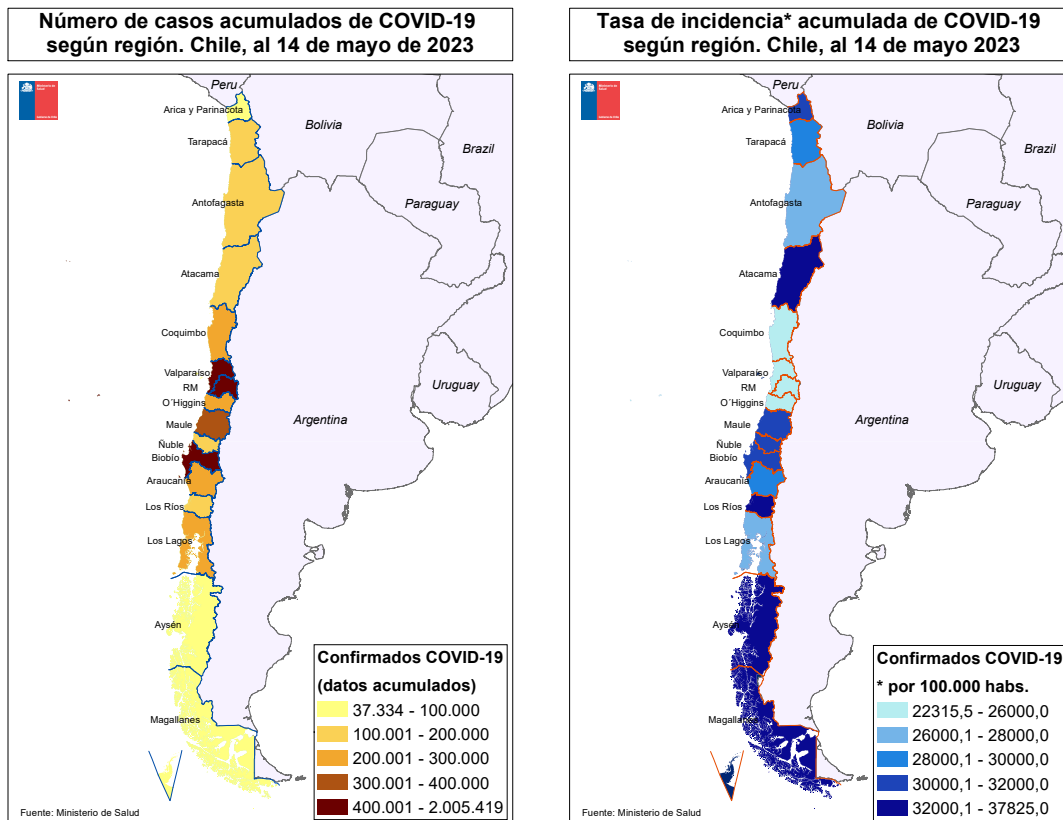 Número de casos acumulados de COVID-19
según región. Chile, al 14 de mayo de 2023
Peru
Arica y Parinacota
Bolivia
Tarapacá
Brazil
Antofagasta
Paraguay
Atacama
Coquimbo
Valparaíso
RM
Uruguay
O´Higgins
Maule
Argentina
Ñuble
Biobío
Araucanía
Los Ríos
Los Lagos
Aysén
Magallanes
Confirmados COVID-19
(datos acumulados)
37.334 - 100.000
100.001 - 200.000
200.001 - 300.000
300.001 - 400.000
400.001 - 2.005.419
Fuente: Ministerio de Salud
Tasa de incidencia* acumulada de COVID-19
según región. Chile, al 14 de mayo 2023
Peru
Arica y Parinacota
Bolivia
Tarapacá
Brazil
Antofagasta
Paraguay
Atacama
Coquimbo
Valparaíso
RM
Uruguay
O´Higgins
Maule
Argentina
Ñuble
Biobío
Araucanía
Los Ríos
Los Lagos
Aysén
Magallanes
Confirmados COVID-19
* por 100.000 habs.
22315,5 - 26000,0
26000,1 - 28000,0
28000,1 - 30000,0
30000,1 - 32000,0
32000,1 - 37825,0
Fuente: Ministerio de Salud